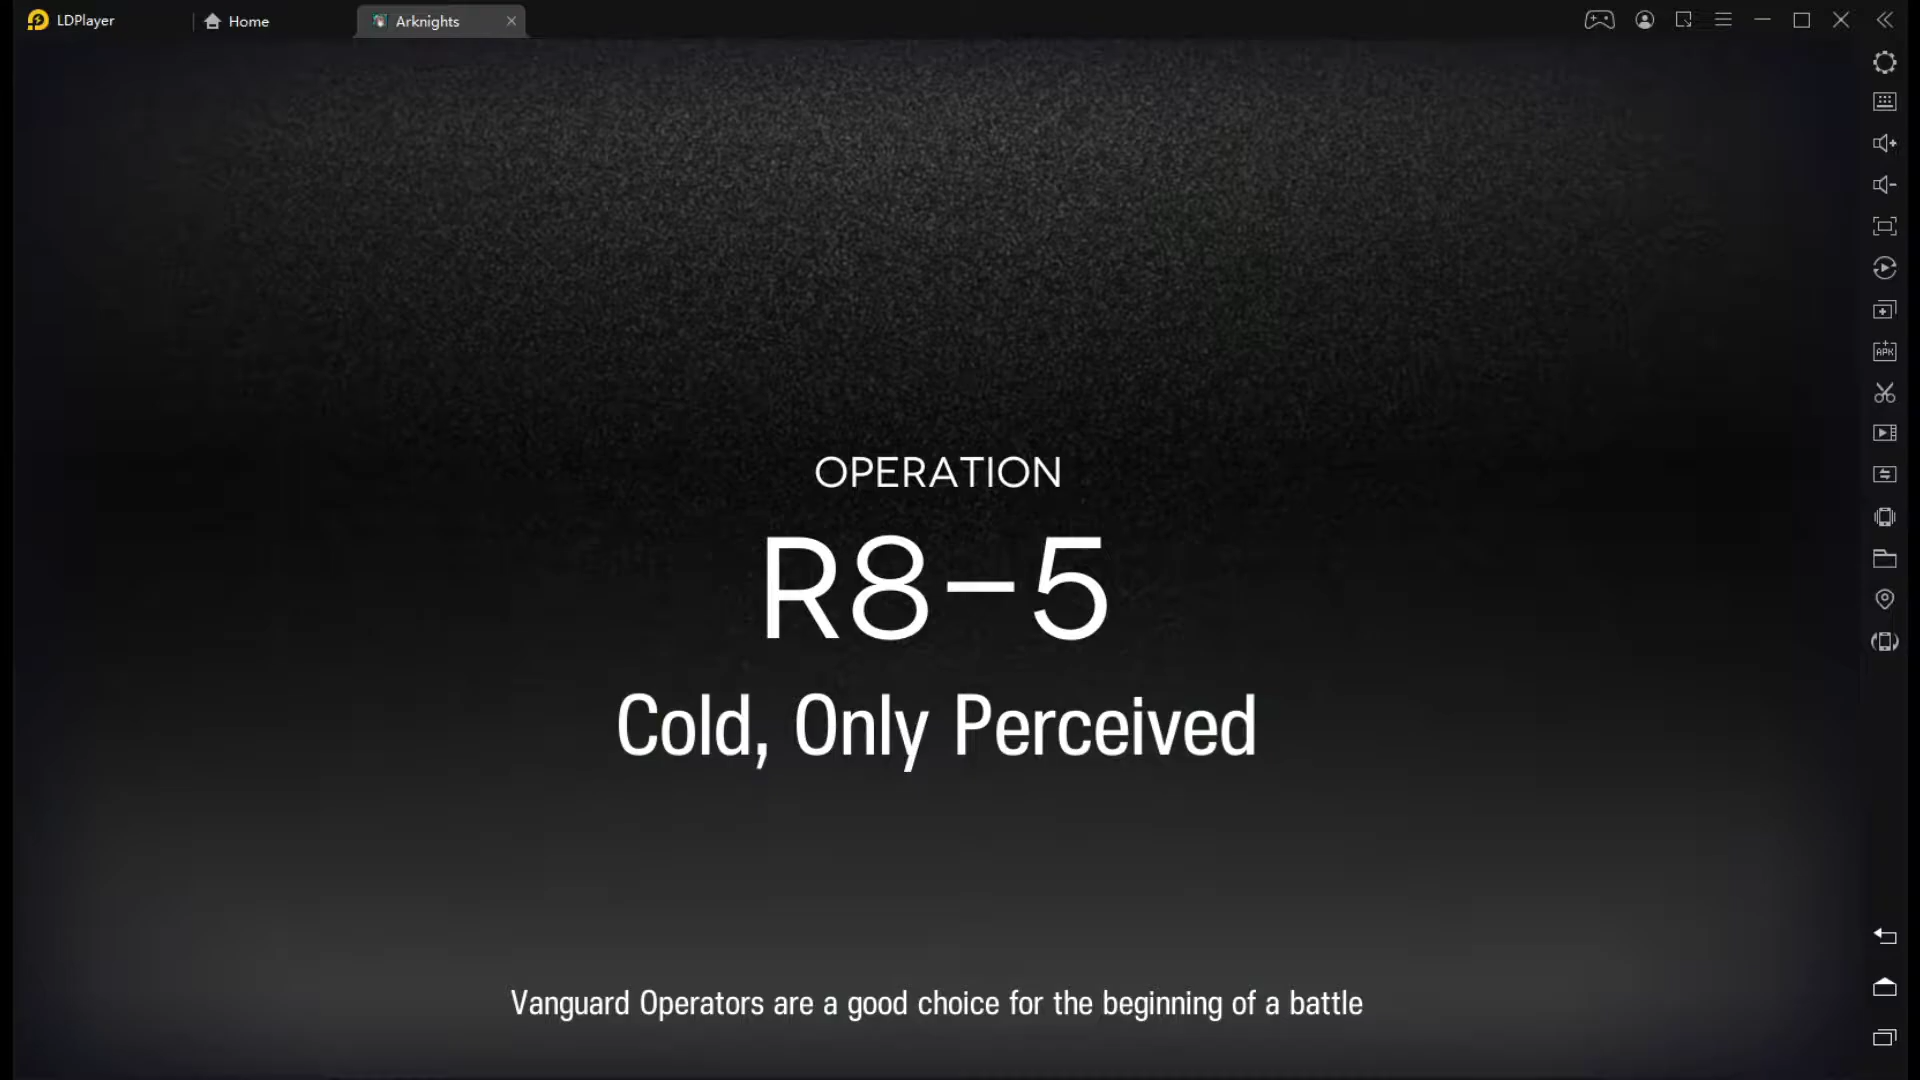 LDPlayer
Home
Arknights
APK
OPERATION
R8-5
Cold, Only Perceived
Vanguard Operators are a good choice for the beginning of a battle